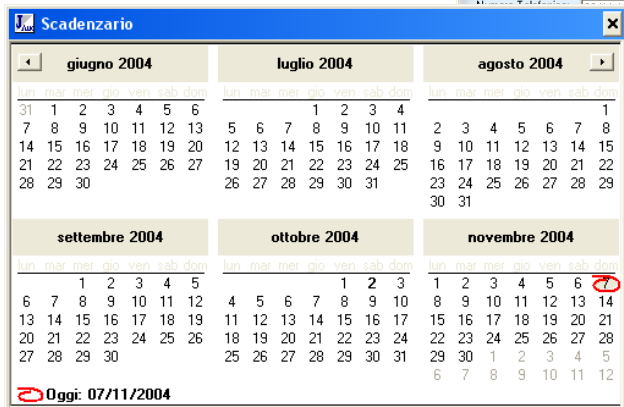 Scadenzario
giugno 2004 luglio 2004 agosto 2004
lun mar mer gio ven sab dom lun mar mer gio ven sab dom lun mar mer gio ven sab dom
31 1 2 3 4 5 6 1 2 3 4 1
7 8 9 10 11 12 13 5 6 7 8 9 10 11 2 3 4 5 6 7 8
14 15 16 17 18 19 20 12 13 14 15 16 17 18 9 10 11 12 13 14 15
21 22 23 24 25 26 27 19 20 21 22 23 24 25 16 17 18 19 20 21 22
28 29 30 26 27 28 29 30 31 23 24 25 26 27 28 29
30 31
settembre 2004 ottobre 2004 novembre 2004
lun mar mer gio ven sab dom lun mar mer gio ven sab dom lun mar mer gio ven sab dom
1 2 3 4 5 1 2 3 1 2 3 4 5 6 7
6 7 8 9 10 11 12 4 5 6 7 8 9 10 8 9 10 11 12 13 14
13 14 15 16 17 18 19 11 12 13 14 15 16 17 15 16 17 18 19 20 21
20 21 22 23 24 25 26 18 19 20 21 22 23 24 22 23 24 25 26 27 28
27 28 29 30 25 26 27 28 29 30 31 29 30 1 2 3 4 5
6 7 8 9 10 11 12
Oggi: 07/11/2004